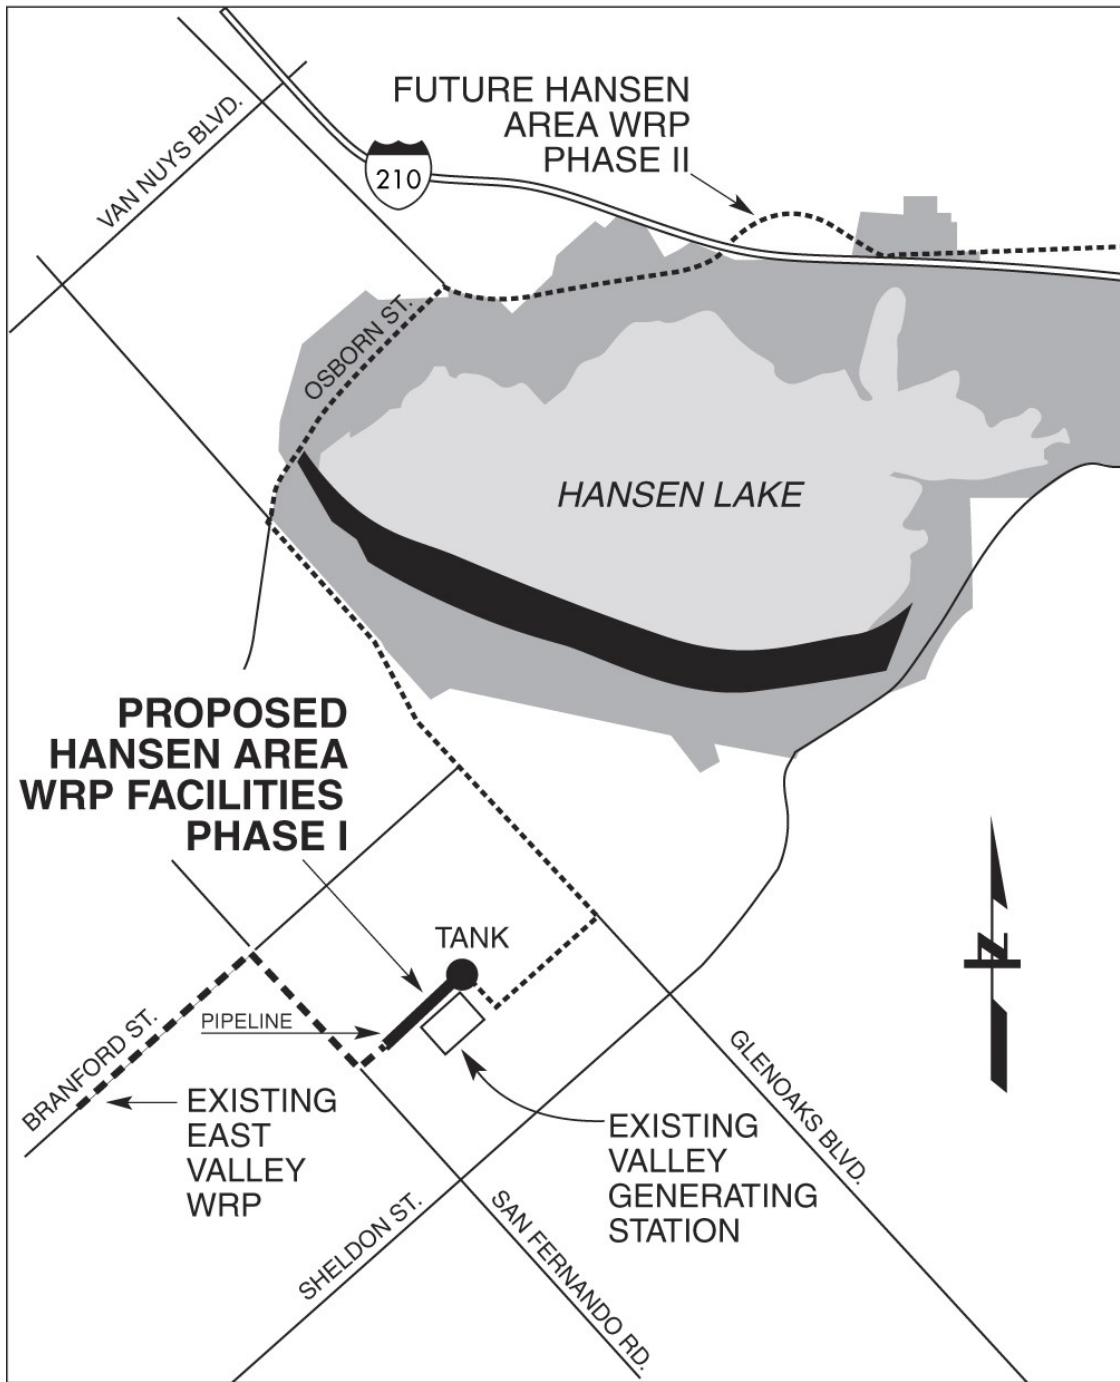 VAN NUYS BLVD.
210
FUTURE HANSEN
AREA WRP
PHASE II
OSBORN ST.
HANSEN LAKE
PROPOSED
HANSEN AREA
WRP FACILITIES
PHASE I
TANK
PIPELINE
BRANFORD ST.
EXISTING
EAST
VALLEY
WRP
EXISTING
VALLEY
GENERATING
STATION
GLENOAKS BLVD.
SHELDON ST.
SAN FERNANDO RD.
N